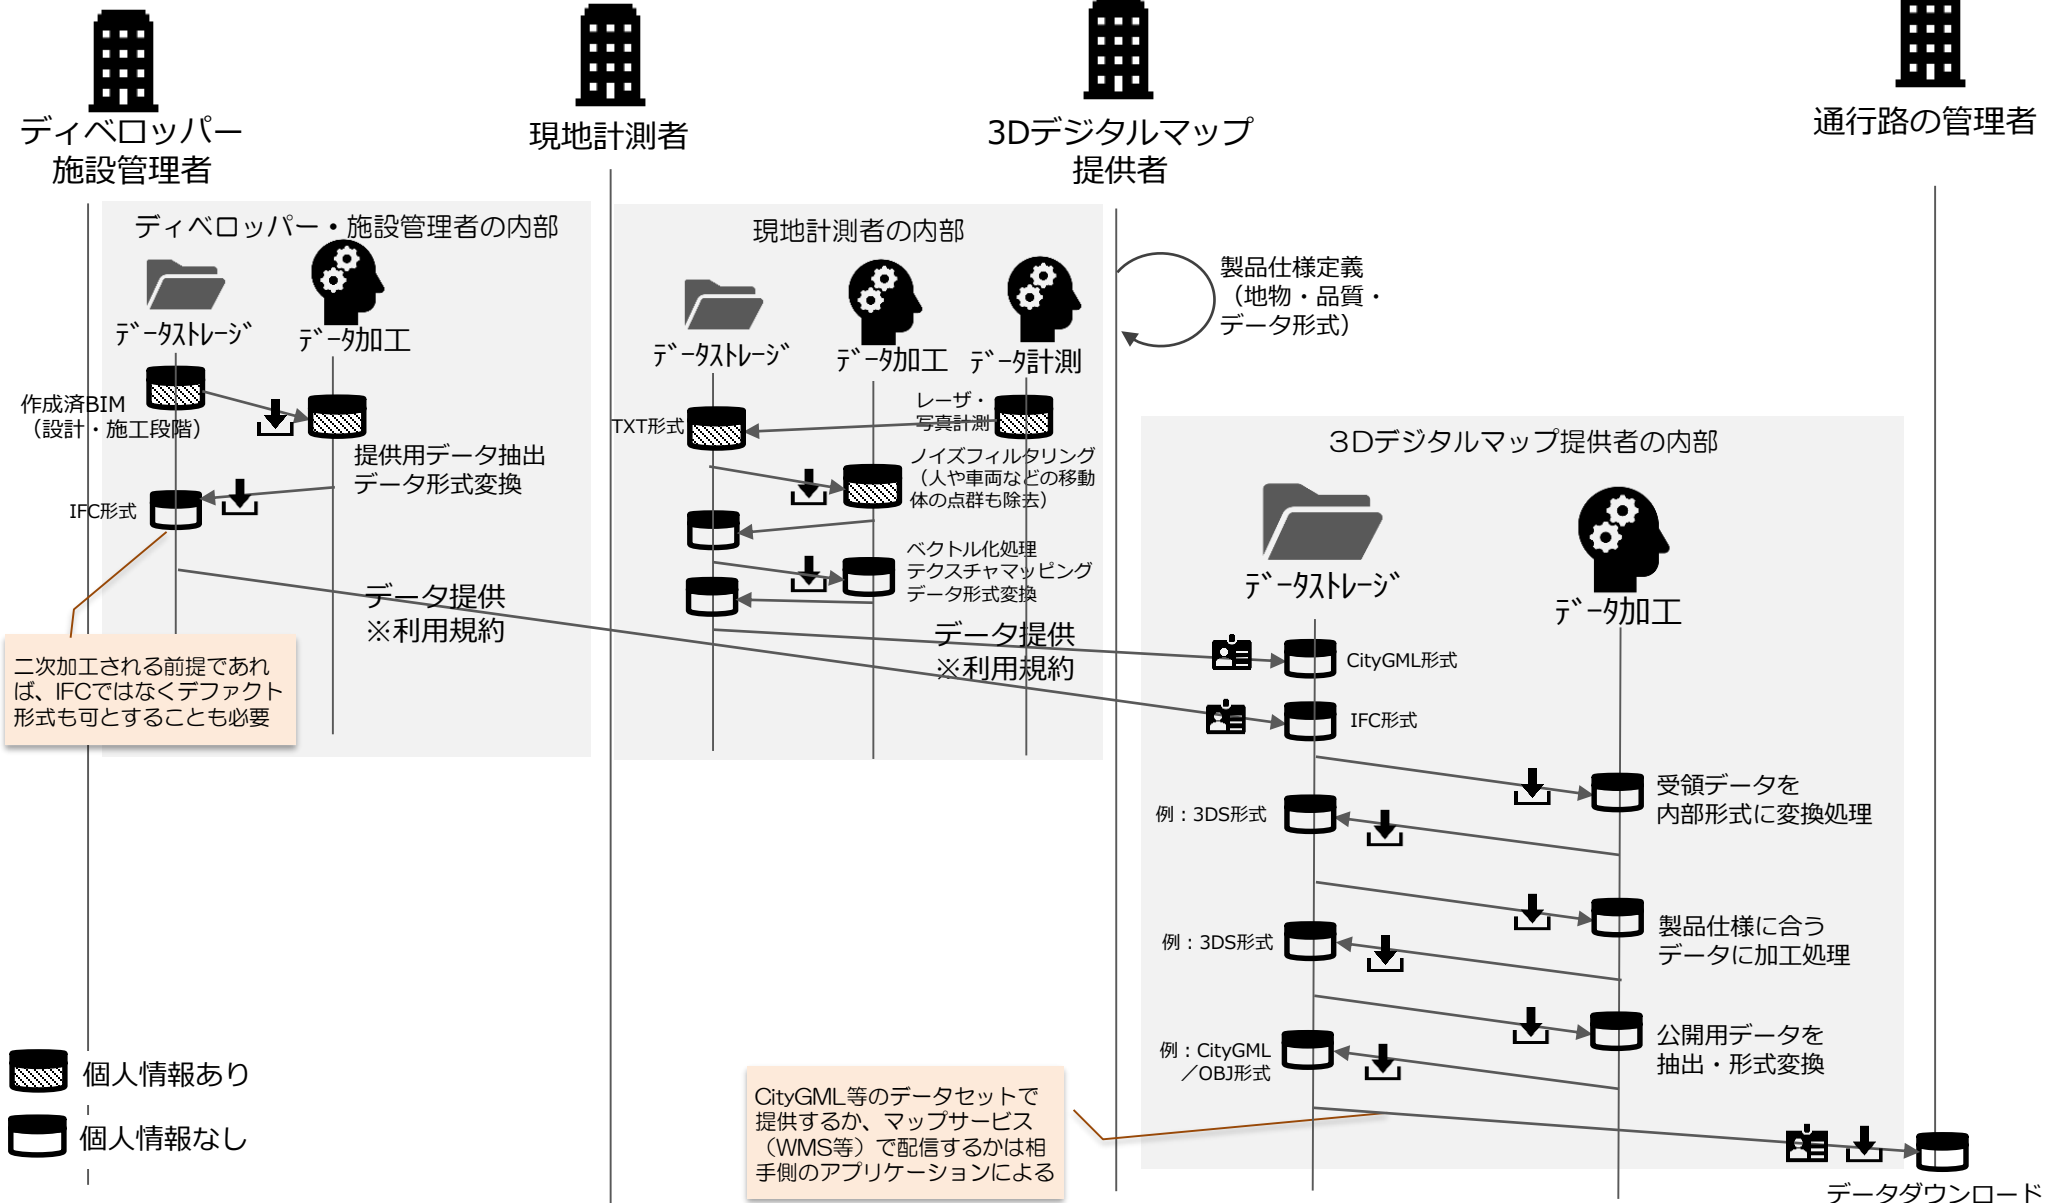 ディベロッパー
施設管理者
現地計測者
3Dデジタルマップ
提供者
通行路の管理者
ディベロッパー・施設管理者の内部
ﾃﾞｰﾀｽﾄﾚｰｼﾞ
ﾃﾞｰﾀ加工
作成済BIM
（設計・施工段階）
提供用データ抽出
データ形式変換
IFC形式
データ提供
※利用規約
二次加工される前提であれ
ば、IFCではなくデファクト
形式も可とすることも必要
現地計測者の内部
ﾃﾞｰﾀｽﾄﾚｰｼﾞ
ﾃﾞｰﾀ加工
ﾃﾞｰﾀ計測
レーザ・
写真計測
TXT形式
ノイズフィルタリング
（人や車両などの移動
体の点群も除去）
ベクトル化処理
テクスチャマッピング
データ形式変換
データ提供
※利用規約
製品仕様定義
（地物・品質・
データ形式）
３Dデジタルマップ提供者の内部
ﾃﾞｰﾀｽﾄﾚｰｼﾞ
ﾃﾞｰﾀ加工
CityGML形式
IFC形式
受領データを
内部形式に変換処理
例：3DS形式
製品仕様に合う
データに加工処理
例：3DS形式
公開用データを
抽出・形式変換
例：CityGML
／OBJ形式
CityGML等のデータセットで
提供するか、マップサービス
（WMS等）で配信するかは相
手側のアプリケーションによる
データダウンロード
個人情報あり
個人情報なし